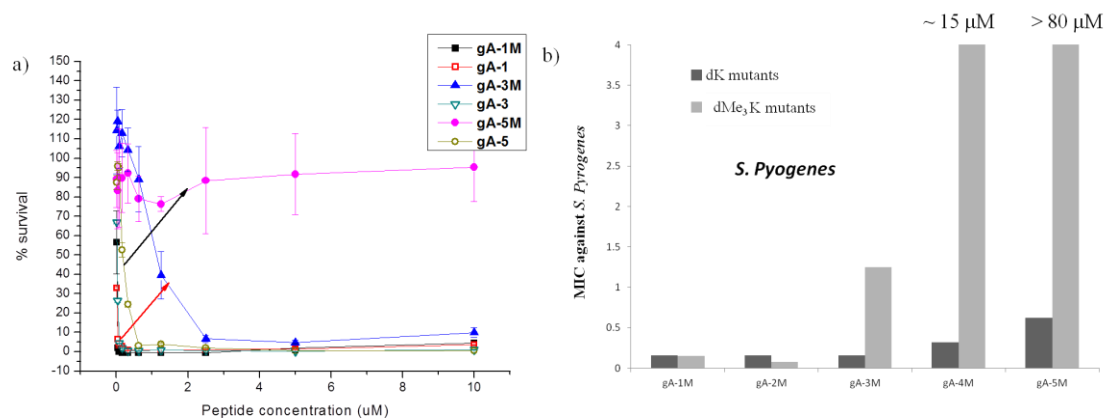 a)
150
140
130
120
110
100
90
80
70
60
50
40
30
20
10
0
-10
% survival
0
2
4
6
8
10
Peptide concentration (uM)
gA-1M
gA-1
gA-3M
gA-3
gA-5M
gA-5
b)
~ 15 µM
> 80 µM
4
3.5
3
2.5
2
1.5
1
0.5
0
MIC against S. Pyrogenes
dK mutants
dMe₃K mutants
S. Pyogenes
gA-1M
gA-2M
gA-3M
gA-4M
gA-5M